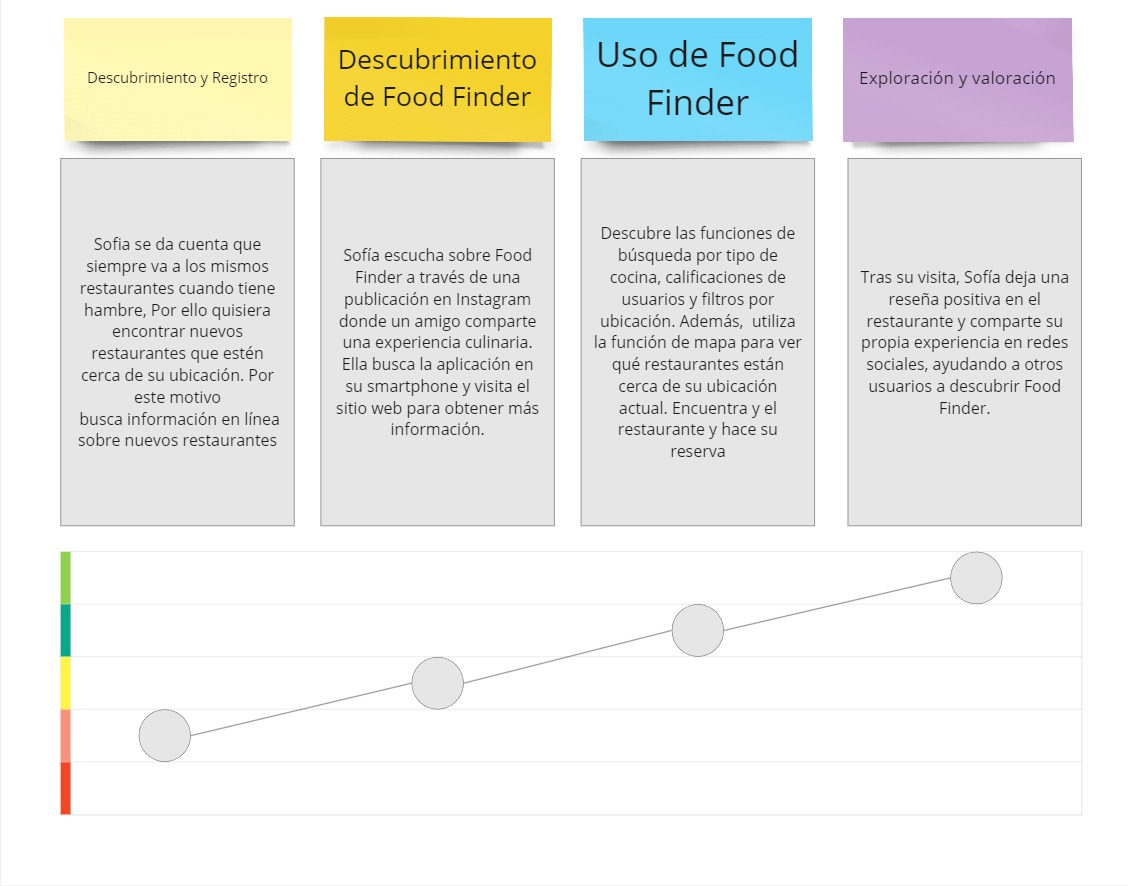 Descubrimiento y Registro
Descubrimiento
de Food Finder
Uso de Food
Finder
Exploración y valoración
Sofia se da cuenta que
siempre va a los mismos
restaurantes cuando tiene
hambre, Por ello quisiera
encontrar nuevos
restaurantes que estén
cerca de su ubicación. Por
este motivo
busca información en línea
sobre nuevos restaurantes
Sofía escucha sobre Food
Finder a través de una
publicación en Instagram
donde un amigo comparte
una experiencia culinaria.
Ella busca la aplicación en
su smartphone y visita el
sitio web para obtener más
información.
Descubre las funciones de
búsqueda por tipo de
cocina, calificaciones de
usuarios y filtros por
ubicación. Además, utiliza
la función de mapa para ver
qué restaurantes están
cerca de su ubicación
actual. Encuentra y el
restaurante y hace su
reserva
Tras su visita, Sofía deja una
reseña positiva en el
restaurante y comparte su
propia experiencia en redes
sociales, ayudando a otros
usuarios a descubrir Food
Finder.